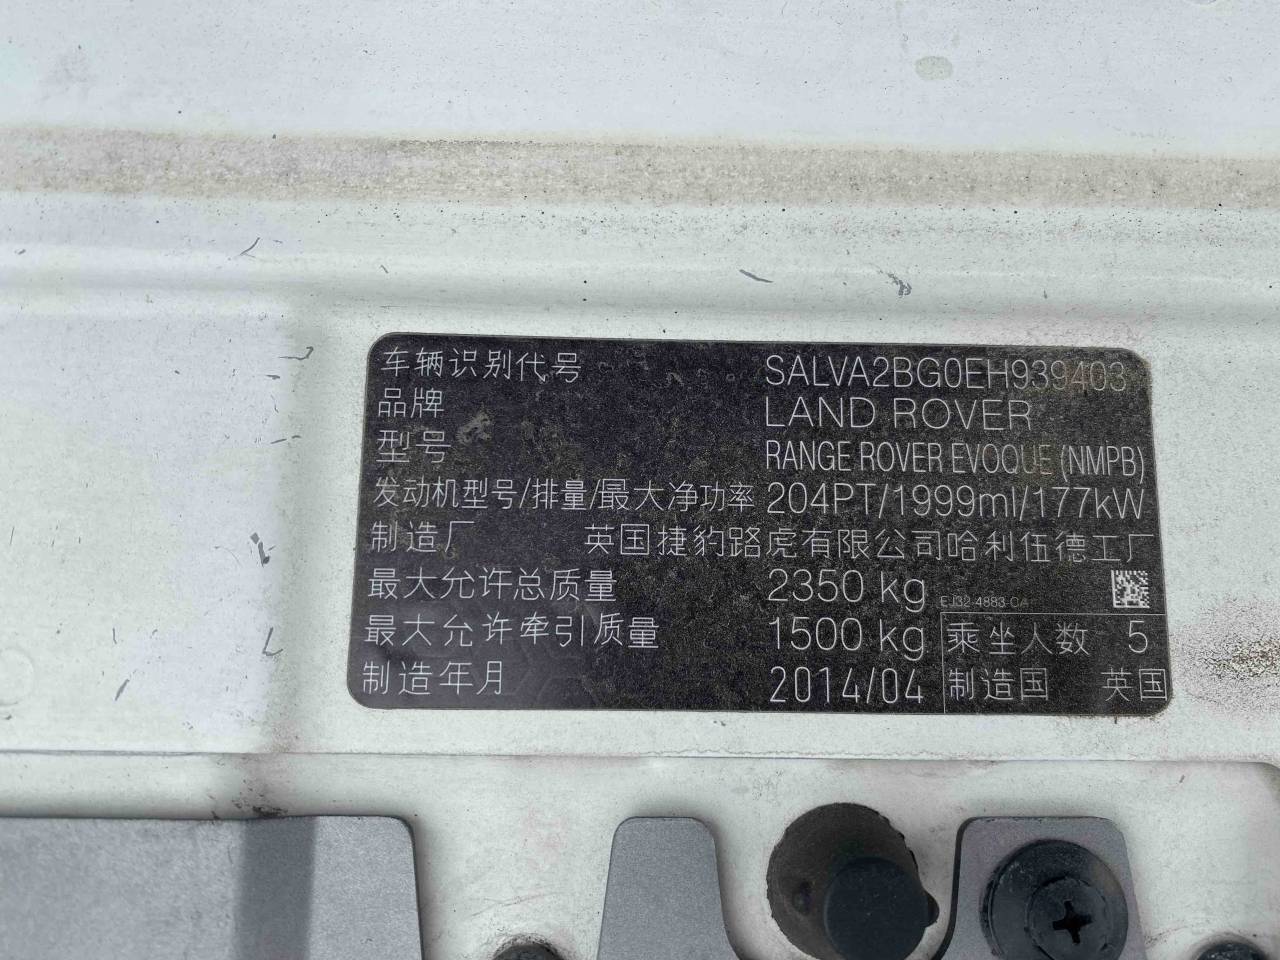 车辆识别代号 SALVA2BG0EH939403
品牌 LAND ROVER
型号 RANGE ROVER EVOQUE (NMPB)
发动机型号/排量/最大净功率 204PT/1999ml/177kW
制造厂 英国捷豹路虎有限公司哈利伍德工厂
最大允许总质量 2350 kg EJ32-4883-CA
最大允许牵引质量 1500 kg 乘坐人数 5
制造年月 2014/04 制造国 英国